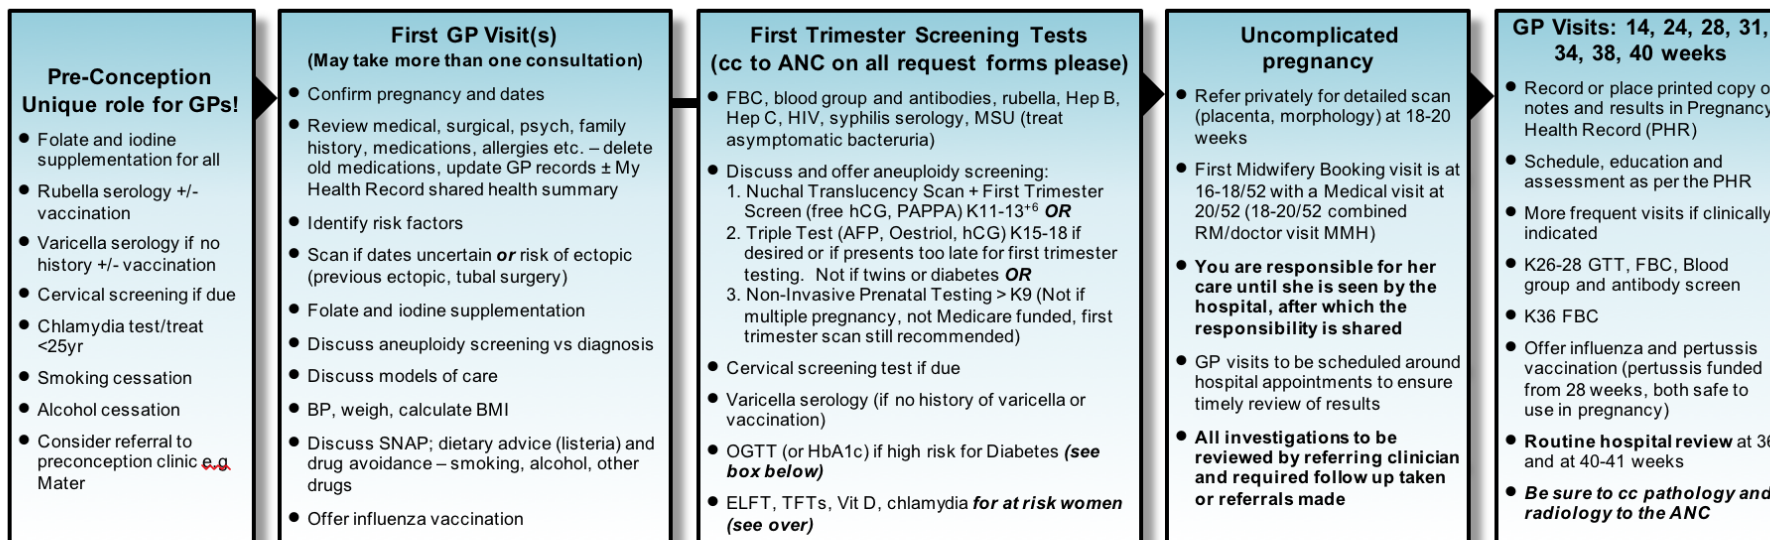 Pre-Conception
Unique role for GPs!
● Folate and iodine
supplementation for all
● Rubella serology +/-
vaccination
● Varicella serology if no
history +/- vaccination
● Cervical screening if due
● Chlamydia test/treat
<25yr
● Smoking cessation
● Alcohol cessation
● Consider referral to
preconception clinic e.g.
Mater
First GP Visit(s)
(May take more than one consultation)
● Confirm pregnancy and dates
● Review medical, surgical, psych, family
history, medications, allergies etc. – delete
old medications, update GP records ± My
Health Record shared health summary
● Identify risk factors
● Scan if dates uncertain or risk of ectopic
(previous ectopic, tubal surgery)
● Folate and iodine supplementation
● Discuss aneuploidy screening vs diagnosis
● Discuss models of care
● BP, weigh, calculate BMI
● Discuss SNAP; dietary advice (listeria) and
drug avoidance – smoking, alcohol, other
drugs
● Offer influenza vaccination
First Trimester Screening Tests
(cc to ANC on all request forms please)
● FBC, blood group and antibodies, rubella, Hep B,
Hep C, HIV, syphilis serology, MSU (treat
asymptomatic bacteruria)
● Discuss and offer aneuploidy screening:
1. Nuchal Translucency Scan + First Trimester
Screen (free hCG, PAPPA) K11-13+6 OR
2. Triple Test (AFP, Oestriol, hCG) K15-18 if
desired or if presents too late for first trimester
testing. Not if twins or diabetes OR
3. Non-Invasive Prenatal Testing > K9 (Not if
multiple pregnancy, not Medicare funded, first
trimester scan still recommended)
● Cervical screening test if due
● Varicella serology (if no history of varicella or
vaccination)
● OGTT (or HbA1c) if high risk for Diabetes (see
box below)
● ELFT, TFTs, Vit D, chlamydia for at risk women
(see over)
Uncomplicated
pregnancy
● Refer privately for detailed scan
(placenta, morphology) at 18-20
weeks
● First Midwifery Booking visit is at
16-18/52 with a Medical visit at
20/52 (18-20/52 combined
RM/doctor visit MMH)
● You are responsible for her
care until she is seen by the
hospital, after which the
responsibility is shared
● GP visits to be scheduled around
hospital appointments to ensure
timely review of results
● All investigations to be
reviewed by referring clinician
and required follow up taken
or referrals made
GP Visits: 14, 24, 28, 31,
34, 38, 40 weeks
● Record or place printed copy
notes and results in Pregnancy
Health Record (PHR)
● Schedule, education and
assessment as per the PHR
● More frequent visits if clinically
indicated
● K26-28 GTT, FBC, Blood
group and antibody screen
● K36 FBC
● Offer influenza and pertussis
vaccination (pertussis funded
from 28 weeks, both safe to
use in pregnancy)
● Routine hospital review at 36
and at 40-41 weeks
● Be sure to cc pathology and
radiology to the ANC